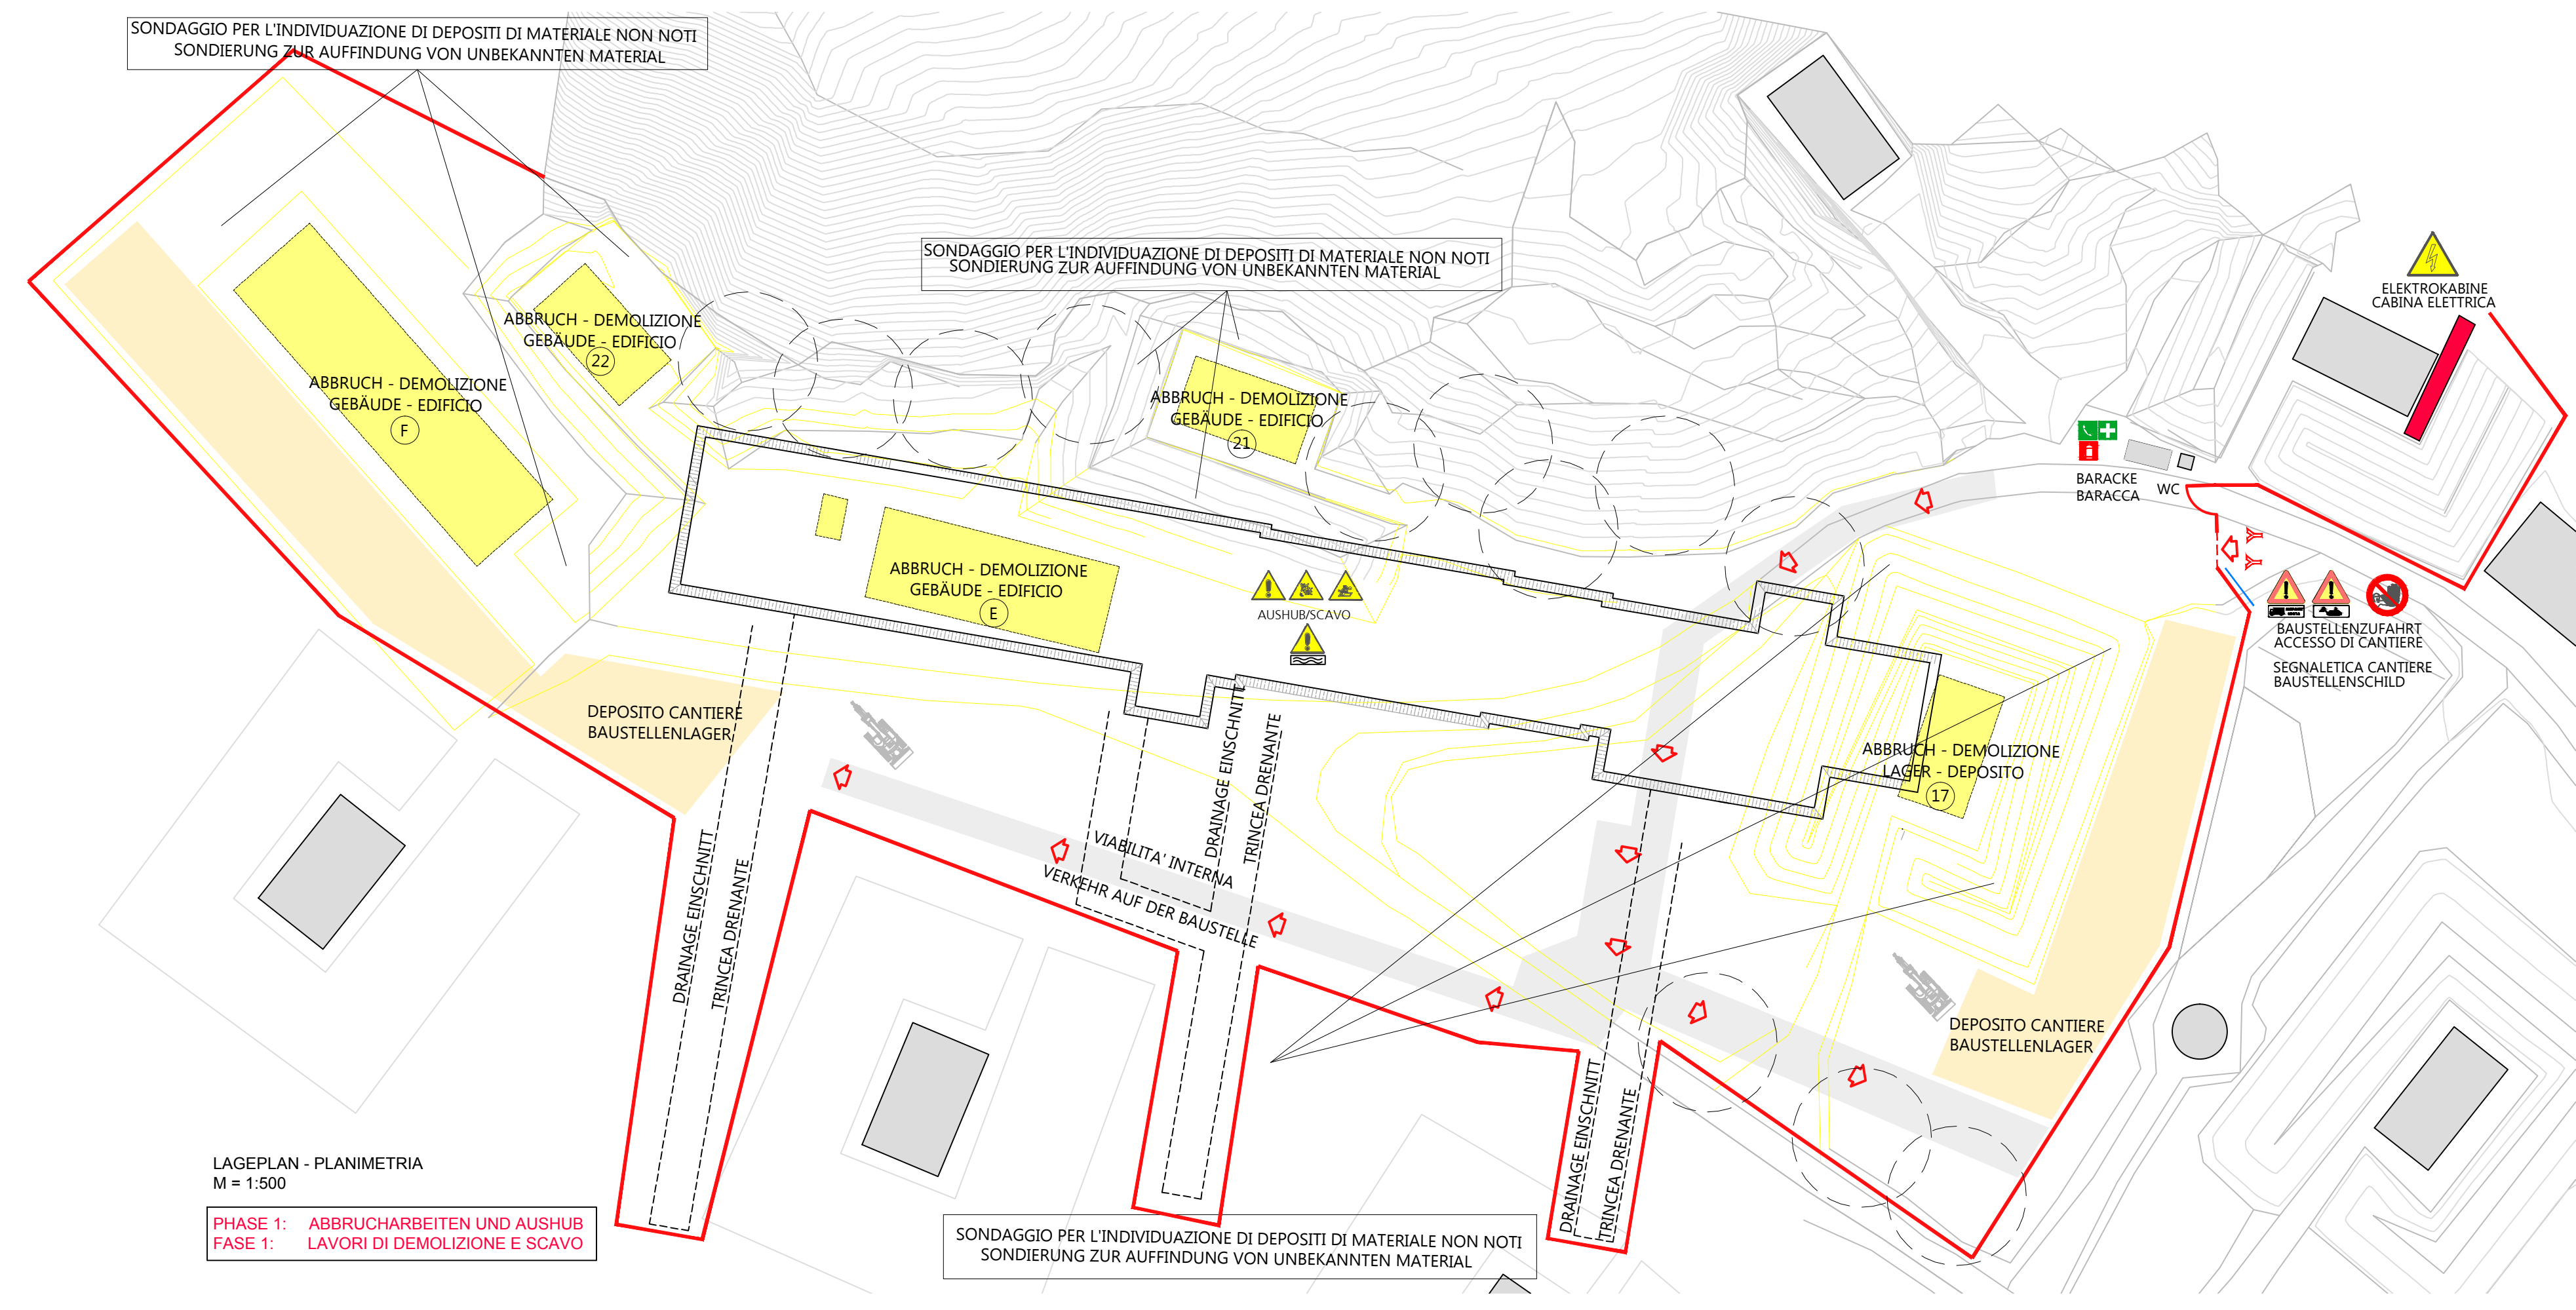 SONDAGGIO PER L'INDIVIDUAZIONE DI DEPOSITI DI MATERIALE NON NOTI
SONDIERUNG ZUR AUFFINDUNG VON UNBEKANNTEN MATERIAL
SONDAGGIO PER L'INDIVIDUAZIONE DI DEPOSITI DI MATERIALE NON NOTI
SONDIERUNG ZUR AUFFINDUNG VON UNBEKANNTEN MATERIAL
ELEKTROKABINE
CABINA ELETTRICA
ABBRUCH - DEMOLIZIONE
GEBÄUDE - EDIFICIO
22
ABBRUCH - DEMOLIZIONE
GEBÄUDE - EDIFICIO
F
ABBRUCH - DEMOLIZIONE
GEBÄUDE - EDIFICIO
21
BARACKE
BARACCA
WC
ABBRUCH - DEMOLIZIONE
GEBÄUDE - EDIFICIO
E
AUSHUB/SCAVO
BAUSTELLENZUFAHRT
ACCESSO DI CANTIERE
SEGNALETICA CANTIERE
BAUSTELLENSCHILD
DEPOSITO CANTIERE
BAUSTELLENLAGER
ABBRUCH - DEMOLIZIONE
LAGER - DEPOSITO
17
DRAINAGE EINSCHNITT
TRINCEA DRENANTE
VIABILITA' INTERNA
VERKEHR AUF DER BAUSTELLE
DRAINAGE EINSCHNITT
TRINCEA DRENANTE
DEPOSITO CANTIERE
BAUSTELLENLAGER
DRAINAGE EINSCHNITT
TRINCEA DRENANTE
LAGEPLAN - PLANIMETRIA
M = 1:500
PHASE 1: ABBRUCHARBEITEN UND AUSHUB
FASE 1: LAVORI DI DEMOLIZIONE E SCAVO
SONDAGGIO PER L'INDIVIDUAZIONE DI DEPOSITI DI MATERIALE NON NOTI
SONDIERUNG ZUR AUFFINDUNG VON UNBEKANNTEN MATERIAL